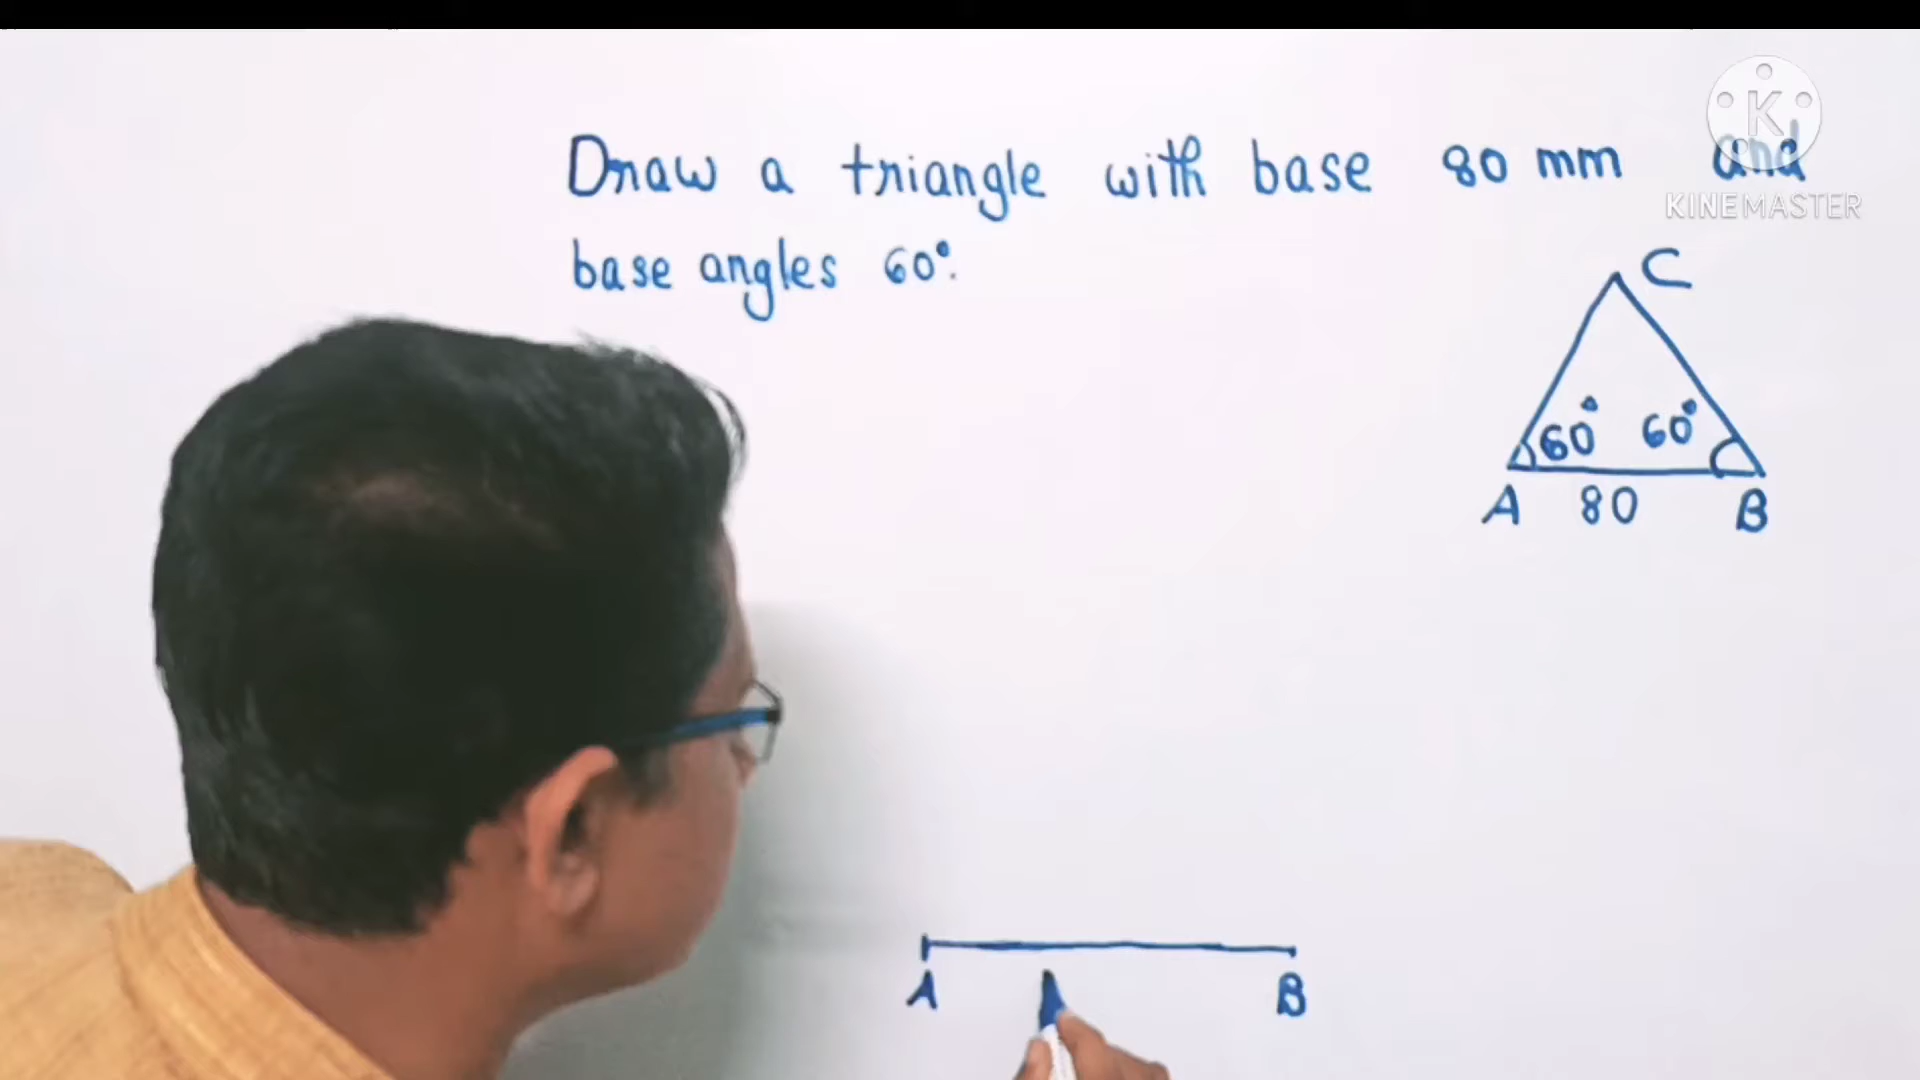 Draw a triangle with base 80 mm and
base angles 60°.
K
KINEMASTER
C
60° 60°
A 80 B
A B